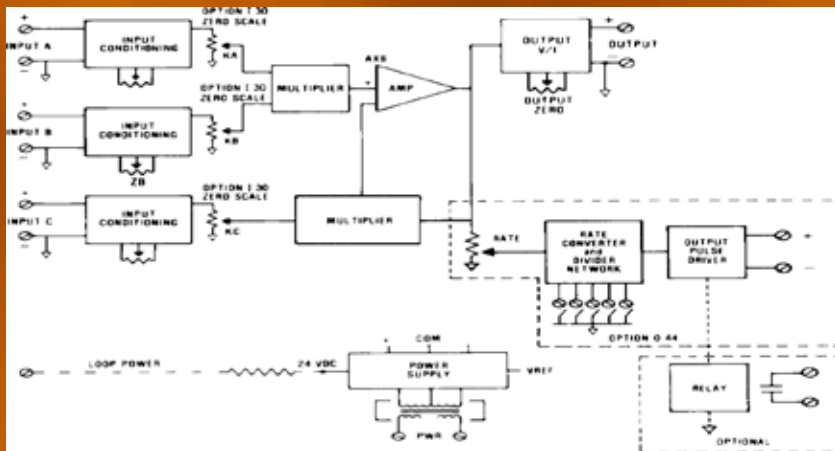 OPTION I 30
ZERO SCALE
+
INPUT A
−
INPUT
CONDITIONING
KA
OPTION I 30
ZERO SCALE
MULTIPLIER
AXB
+
AMP
OUTPUT
V/I
+
OUTPUT
−
OUTPUT
ZERO
+
INPUT B
−
INPUT
CONDITIONING
KB
ZB
OPTION I 30
ZERO SCALE
+
INPUT C
−
INPUT
CONDITIONING
KC
MULTIPLIER
RATE
RATE
CONVERTER
and
DIVIDER
NETWORK
OUTPUT
PULSE
DRIVER
+
−
OPTION O 44
LOOP POWER
24 VDC
+
COM
POWER
SUPPLY
VREF
PWR
RELAY
OPTIONAL